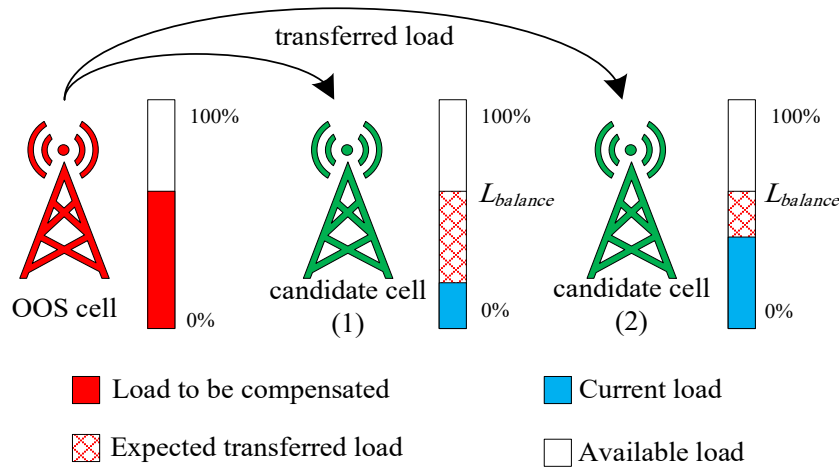 transferred load
100%
100%
100%
L_balance
L_balance
OOS cell
0%
candidate cell
(1)
0%
candidate cell
(2)
0%
Load to be compensated
Current load
Expected transferred load
Available load